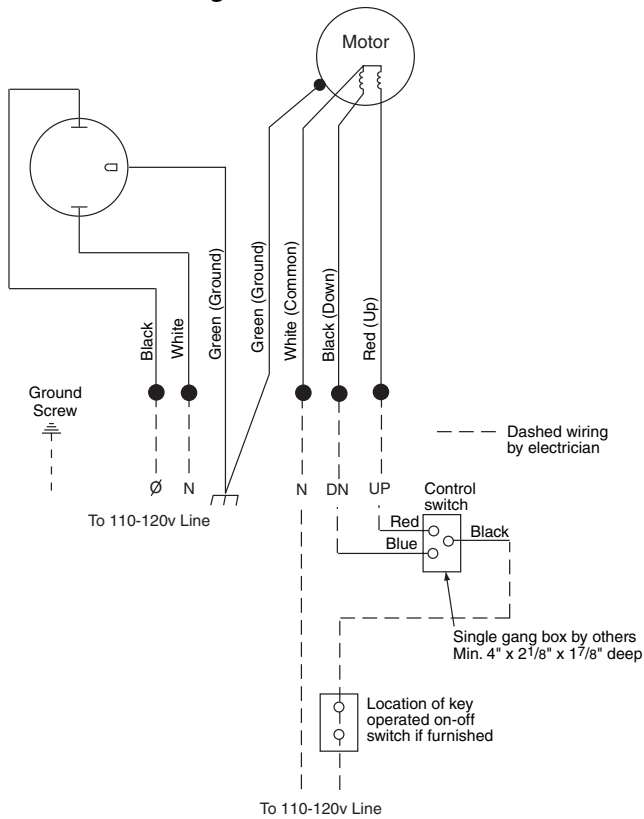 Motor
Black
White
Green (Ground)
Green (Ground)
White (Common)
Black (Down)
Red (Up)
Ground
Screw
Dashed wiring
by electrician
Ø
N
N
DN
UP
To 110-120v Line
Control
switch
Red
Blue
Black
Single gang box by others
Min. 4" x 21/8" x 17/8" deep
Location of key
operated on-off
switch if furnished
To 110-120v Line